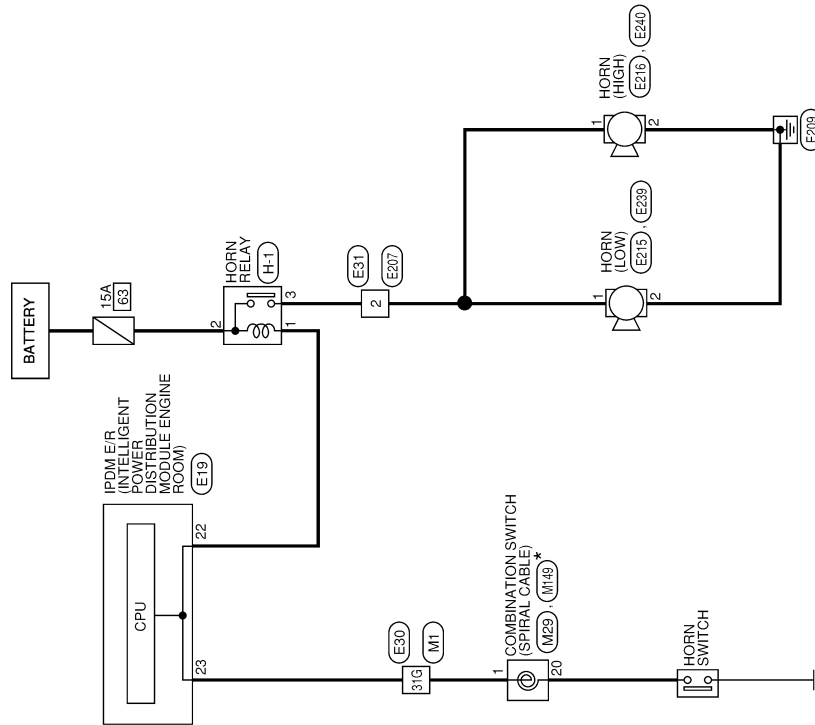 BATTERY
15A
63
HORN
RELAY
H-1
2
1
3
IPDM E/R
(INTELLIGENT
POWER
DISTRIBUTION
MODULE ENGINE
ROOM)
E19
CPU
22
23
E31
2
E207
HORN
(HIGH)
E216 , E240
1
2
HORN
(LOW)
E215 , E239
1
2
E209
E30
31G
M1
COMBINATION SWITCH
(SPIRAL CABLE)
M29 , M149 *
1
20
HORN
SWITCH